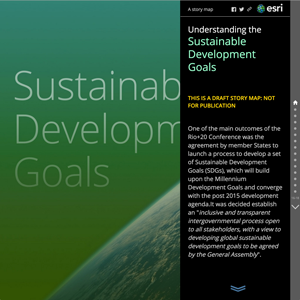 A story map
esri
Understanding the
Sustainable
Development
Goals
Sustainab
Developm
Goals
THIS IS A DRAFT STORY MAP: NOT
FOR PUBLICATION
One of the main outcomes of the
Rio+20 Conference was the
agreement by member States to
launch a process to develop a set
of Sustainable Development
Goals (SDGs), which will build
upon the Millennium
Development Goals and converge
with the post 2015 development
agenda.It was decided establish
an "inclusive and transparent
intergovernmental process open
to all stakeholders, with a view to
developing global sustainable
development goals to be agreed
by the General Assembly".